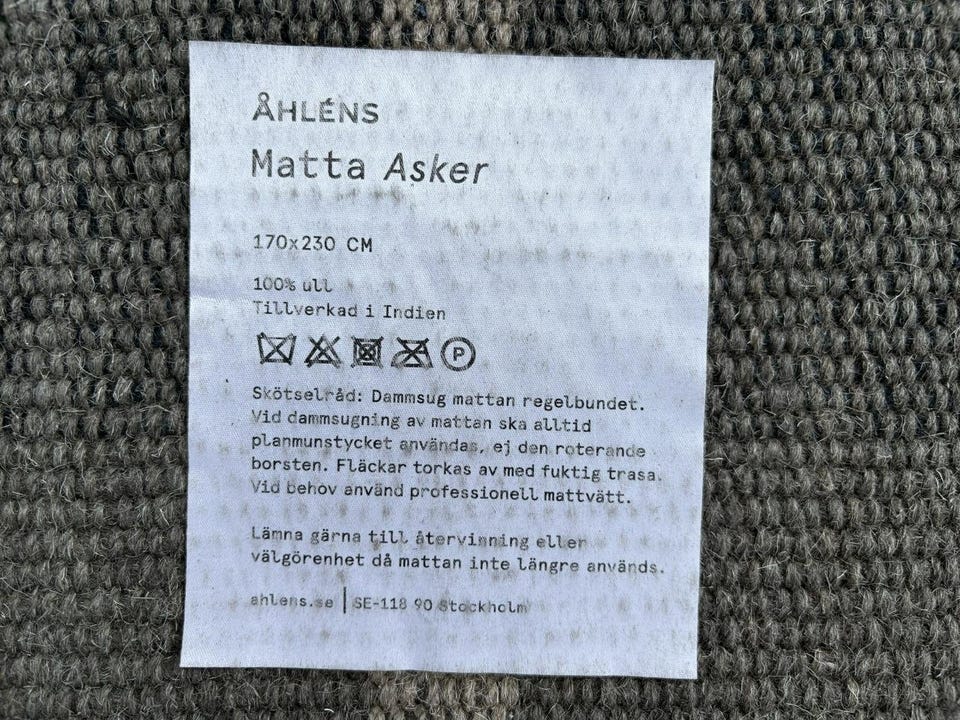 ÅHLÉNS
Matta Asker
170x230 CM
100% ull
Tillverkad i Indien
P
Skötselråd: Dammsug mattan regelbundet.
Vid dammsugning av mattan ska alltid
planmunstycket användas, ej den roterande
borsten. Fläckar torkas av med fuktig trasa.
Vid behov använd professionell mattvätt.
Lämna gärna till återvinning eller
välgörenhet då mattan inte längre används.
ahlens.se | SE-118 90 Stockholm